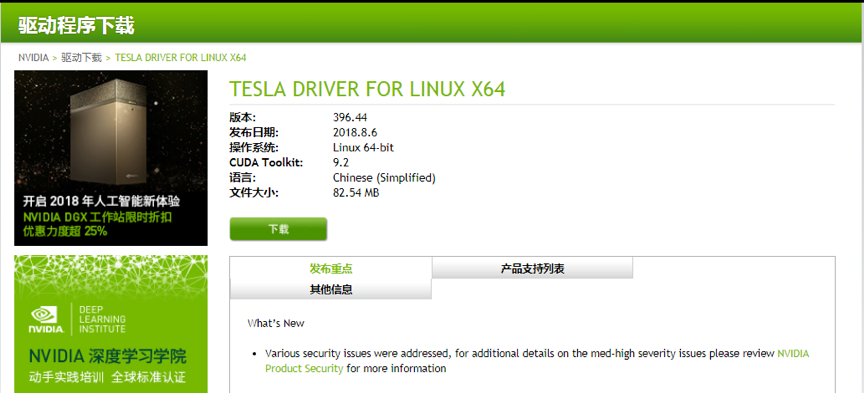 驱动程序下载
NVIDIA > 驱动下载 > TESLA DRIVER FOR LINUX X64
TESLA DRIVER FOR LINUX X64
版本: 396.44
发布日期: 2018.8.6
操作系统: Linux 64-bit
CUDA Toolkit: 9.2
语言: Chinese (Simplified)
文件大小: 82.54 MB
下载
开启 2018 年人工智能新体验
NVIDIA DGX 工作站限时折扣
优惠力度超 25%
NVIDIA
DEEP
LEARNING
INSTITUTE
NVIDIA 深度学习学院
动手实践培训 全球标准认证
发布重点
产品支持列表
其他信息
What's New
• Various security issues were addressed, for additional details on the med-high severity issues please review NVIDIA
Product Security for more information